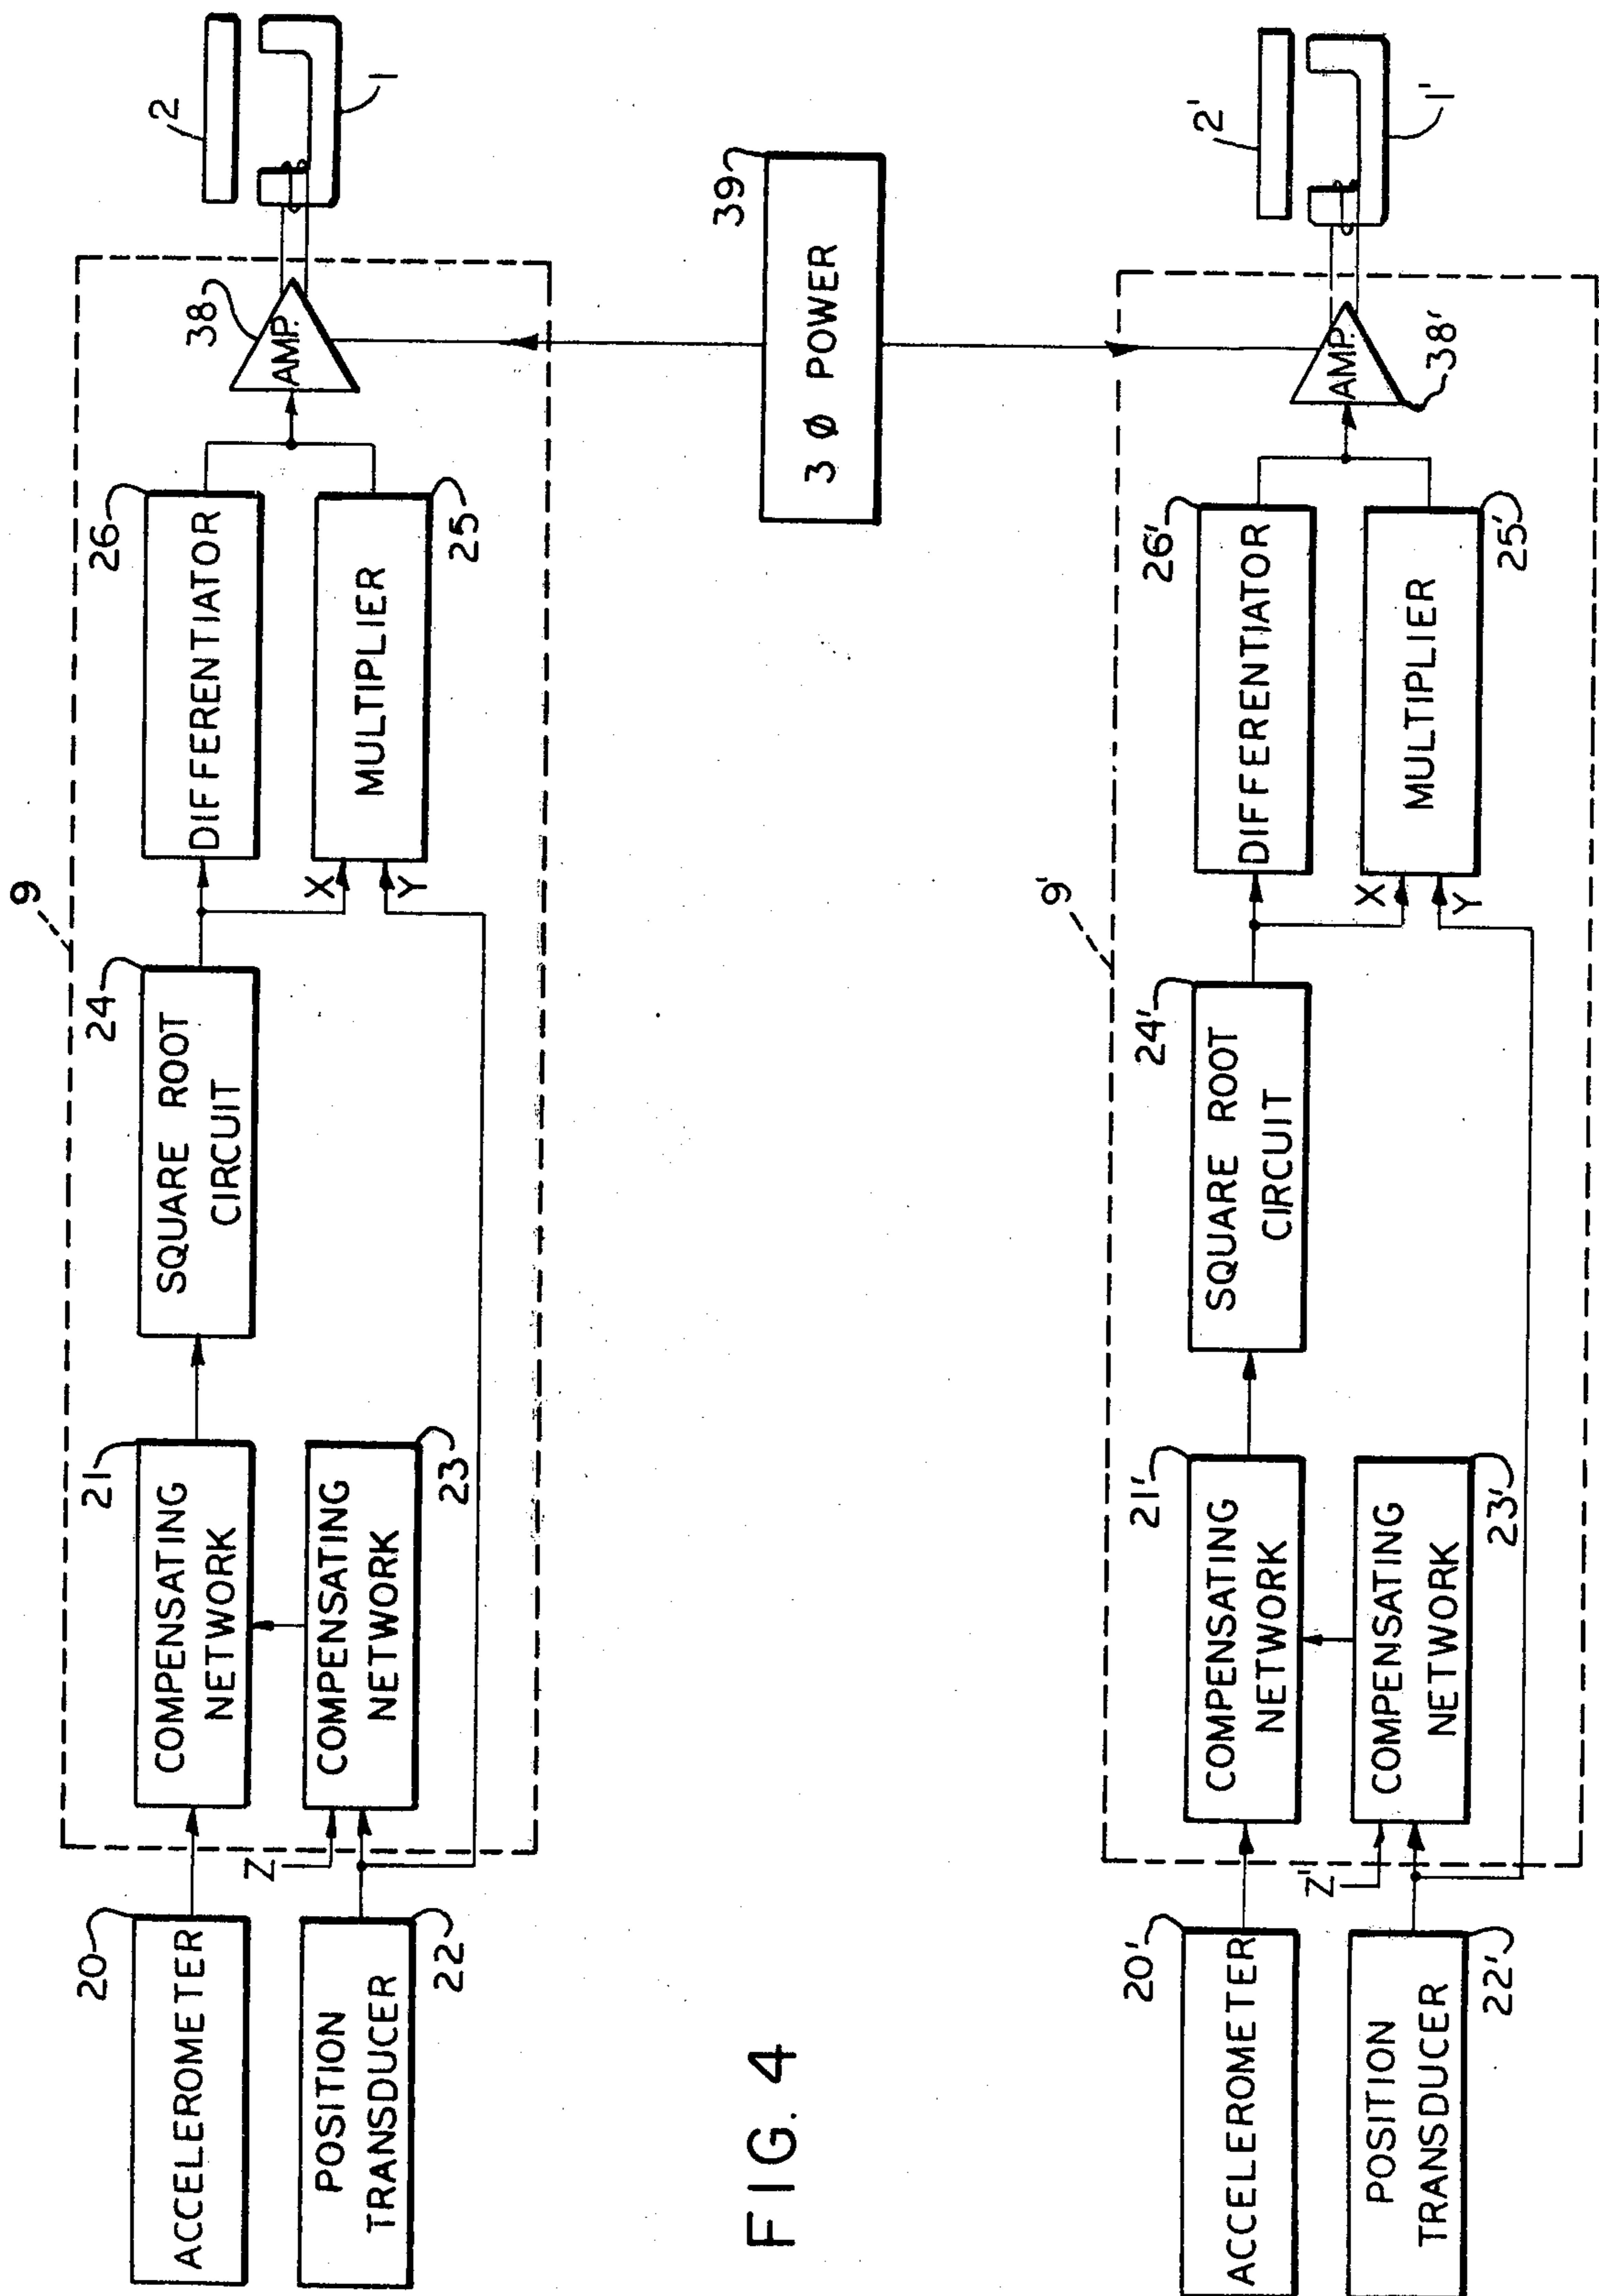 9
20
ACCELEROMETER
21
COMPENSATING
NETWORK
24
SQUARE ROOT
CIRCUIT
26
DIFFERENTIATOR
38
AMP.
2
1
22
POSITION
TRANSDUCER
Z
23
COMPENSATING
NETWORK
X
Y
25
MULTIPLIER
39
3 Ø POWER
FIG. 4
9'
20'
ACCELEROMETER
21'
COMPENSATING
NETWORK
24'
SQUARE ROOT
CIRCUIT
26'
DIFFERENTIATOR
38'
AMP.
2'
1'
22'
POSITION
TRANSDUCER
Z'
23'
COMPENSATING
NETWORK
X
Y
25'
MULTIPLIER